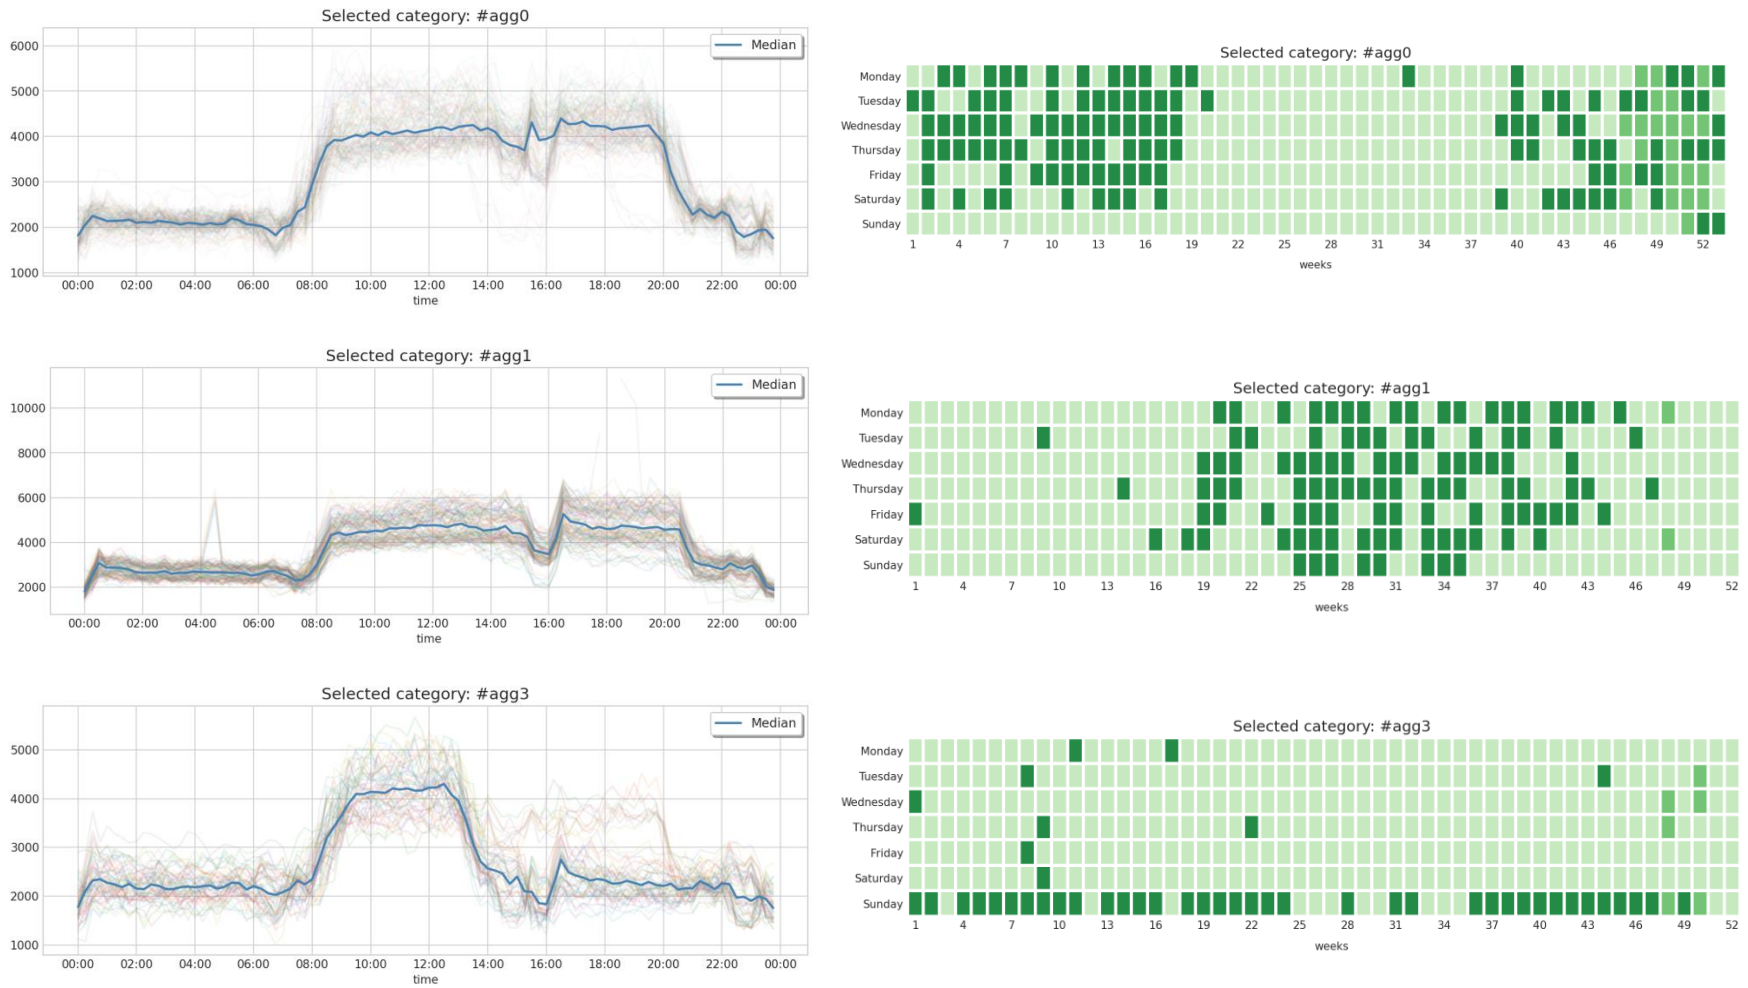 Selected category: #agg0
Median
6000
5000
4000
3000
2000
1000
00:00 02:00 04:00 06:00 08:00 10:00 12:00 14:00 16:00 18:00 20:00 22:00 00:00
time
Selected category: #agg0
Monday
Tuesday
Wednesday
Thursday
Friday
Saturday
Sunday
1 4 7 10 13 16 19 22 25 28 31 34 37 40 43 46 49 52
weeks
Selected category: #agg1
Median
10000
8000
6000
4000
2000
00:00 02:00 04:00 06:00 08:00 10:00 12:00 14:00 16:00 18:00 20:00 22:00 00:00
time
Selected category: #agg1
Monday
Tuesday
Wednesday
Thursday
Friday
Saturday
Sunday
1 4 7 10 13 16 19 22 25 28 31 34 37 40 43 46 49 52
weeks
Selected category: #agg3
Median
5000
4000
3000
2000
1000
00:00 02:00 04:00 06:00 08:00 10:00 12:00 14:00 16:00 18:00 20:00 22:00 00:00
time
Selected category: #agg3
Monday
Tuesday
Wednesday
Thursday
Friday
Saturday
Sunday
1 4 7 10 13 16 19 22 25 28 31 34 37 40 43 46 49 52
weeks